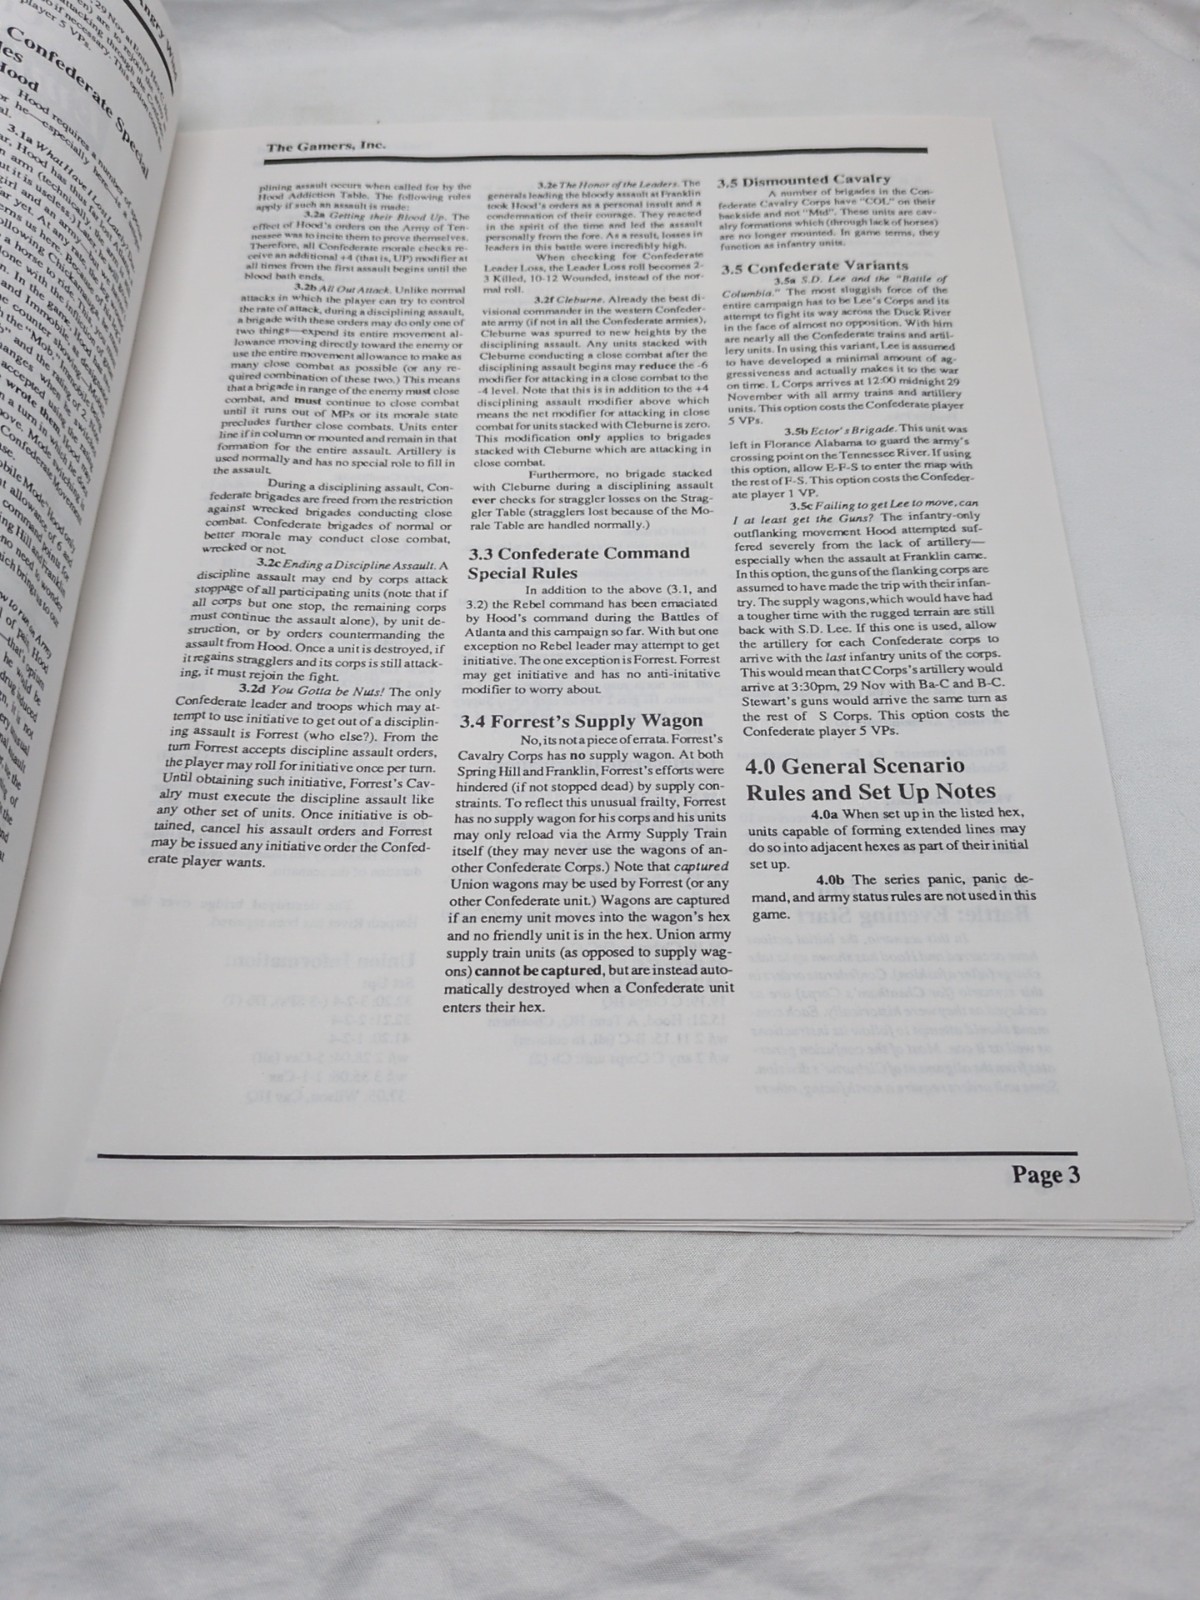 The Gamers, Inc.
plining assault occurs when called for by the
Hood Addiction Table. The following rules
apply if such an assault is made:
3.2a Getting their Blood Up. The
effect of Hood's orders on the Army of Ten-
nessee was to incite them to prove themselves.
Therefore, all Confederate morale checks re-
ceive an additional +4 (that is, UP) modifier at
all times from the first assault begins until the
blood bath ends.
3.2b All Out Attack. Unlike normal
attacks in which the player can try to control
the rate of attack, during a disciplining assault,
a brigade with these orders may do only one of
two things—expend its entire movement al-
lowance moving directly toward the enemy or
use the entire movement allowance to make as
many close combat as possible (or any re-
quired combination of these two.) This means
that a brigade in range of the enemy must close
combat, and must continue to close combat
until it runs out of MPs or its morale state
precludes further close combats. Units enter
line if in column or mounted and remain in that
formation for the entire assault. Artillery is
used normally and has no special role to fill in
the assault.
During a disciplining assault, Con-
federate brigades are freed from the restriction
against wrecked brigades conducting close
combat. Confederate brigades of normal or
better morale may conduct close combat,
wrecked or not.
3.2c Ending a Discipline Assault. A
discipline assault may end by corps attack
stoppage of all participating units (note that if
all corps but one stop, the remaining corps
must continue the assault alone), by unit de-
struction, or by orders countermanding the
assault from Hood. Once a unit is destroyed, if
it regains stragglers and its corps is still attack-
ing, it must rejoin the fight.
3.2d You Gotta be Nuts! The only
Confederate leader and troops which may at-
tempt to use initiative to get out of a disciplin-
ing assault is Forrest (who else?). From the
turn Forrest accepts discipline assault orders,
the player may roll for initiative once per turn.
Until obtaining such initiative, Forrest's Cav-
alry must execute the discipline assault like
any other set of units. Once initiative is ob-
tained, cancel his assault orders and Forrest
may be issued any initiative order the Confed-
erate player wants.
3.2e The Honor of the Leaders. The
generals leading the bloody assault at Franklin
took Hood's orders as a personal insult and a
condemnation of their courage. They reacted
in the spirit of the time and led the assault
personally from the fore. As a result, losses in
leaders in this battle were incredibly high.
When checking for Confederate
Leader Loss, the Leader Loss roll becomes 2-
3 Killed, 10-12 Wounded, instead of the nor-
mal roll.
3.2f Cleburne. Already the best di-
visional commander in the western Confeder-
ate army (if not in all the Confederate armies),
Cleburne was spurred to new heights by the
disciplining assault. Any units stacked with
Cleburne conducting a close combat after the
disciplining assault begins may reduce the -6
modifier for attacking in a close combat to the
-4 level. Note that this is in addition to the +4
disciplining assault modifier above which
means the net modifier for attacking in close
combat for units stacked with Cleburne is zero.
This modification only applies to brigades
stacked with Cleburne which are attacking in
close combat.
Furthermore, no brigade stacked
with Cleburne during the disciplining assault
ever checks for straggler losses on the Strag-
gler Table (stragglers lost because of the Mo-
rale Table are handled normally.)
3.3 Confederate Command
Special Rules
In addition to the above (3.1, and
3.2) the Rebel command has been emaciated
by Hood's command during the Battles of
Atlanta and this campaign so far. With but one
exception no Rebel leader may attempt to get
initiative. The one exception is Forrest. Forrest
may get initiative and has no anti-initative
modifier to worry about.
3.4 Forrest's Supply Wagon
No, its not a piece of errata. Forrest's
Cavalry Corps has no supply wagon. At both
Spring Hill and Franklin, Forrest's efforts were
hindered (if not stopped dead) by supply con-
straints. To reflect this unusual frailty, Forrest
has no supply wagon for his corps and his units
may only reload via the Army Supply Train
itself (they may never use the wagons of an-
other Confederate Corps.) Note that captured
Union wagons may be used by Forrest (or any
other Confederate unit.) Wagons are captured
if an enemy unit moves into the wagon's hex
and no friendly unit is in the hex. Union army
supply train units (as opposed to supply wag-
ons) cannot be captured, but are instead auto-
matically destroyed when a Confederate unit
enters their hex.
3.5 Dismounted Cavalry
A number of brigades in the Con-
federate Cavalry Corps have "COL" on their
backside and not "Mtd". These units are cav-
alry formations which (through lack of horses)
are no longer mounted. In game terms, they
function as infantry units.
3.5 Confederate Variants
3.5a S.D. Lee and the "Battle of
Columbia." The most sluggish force of the
entire campaign has to be Lee's Corps and its
attempt to fight its way across the Duck River
in the face of almost no opposition. With him
are nearly all the Confederate trains and artil-
lery units. In using this variant, Lee is assumed
to have developed a minimal amount of ag-
gressiveness and actually makes it to the war
on time. L Corps arrives at 12:00 midnight 29
November with all army trains and artillery
units. This option costs the Confederate player
5 VPs.
3.5b Ector's Brigade. This unit was
left in Florance Alabama to guard the army's
crossing point on the Tennessee River. If using
this option, allow E-F-S to enter the map with
the rest of F-S. This option costs the Confeder-
ate player 1 VP.
3.5c Failing to get Lee to move, can
I at least get the Guns? The infantry-only
outflanking movement Hood attempted suf-
fered severely from the lack of artillery—
especially when the assault at Franklin came.
In this option, the guns of the flanking corps are
assumed to have made the trip with their infan-
try. The supply wagons, which would have had
a tougher time with the rugged terrain are still
back with S.D. Lee. If this one is used, allow
the artillery for each Confederate corps to
arrive with the last infantry units of the corps.
This would mean that C Corps's artillery would
arrive at 3:30pm, 29 Nov with Ba-C and B-C.
Stewart's guns would arrive the same turn as
the rest of S Corps. This option costs the
Confederate player 5 VPs.
4.0 General Scenario
Rules and Set Up Notes
4.0a When set up in the listed hex,
units capable of forming extended lines may
do so into adjacent hexes as part of their initial
set up.
4.0b The series panic, panic de-
mand, and army status rules are not used in this
game.
Page 3